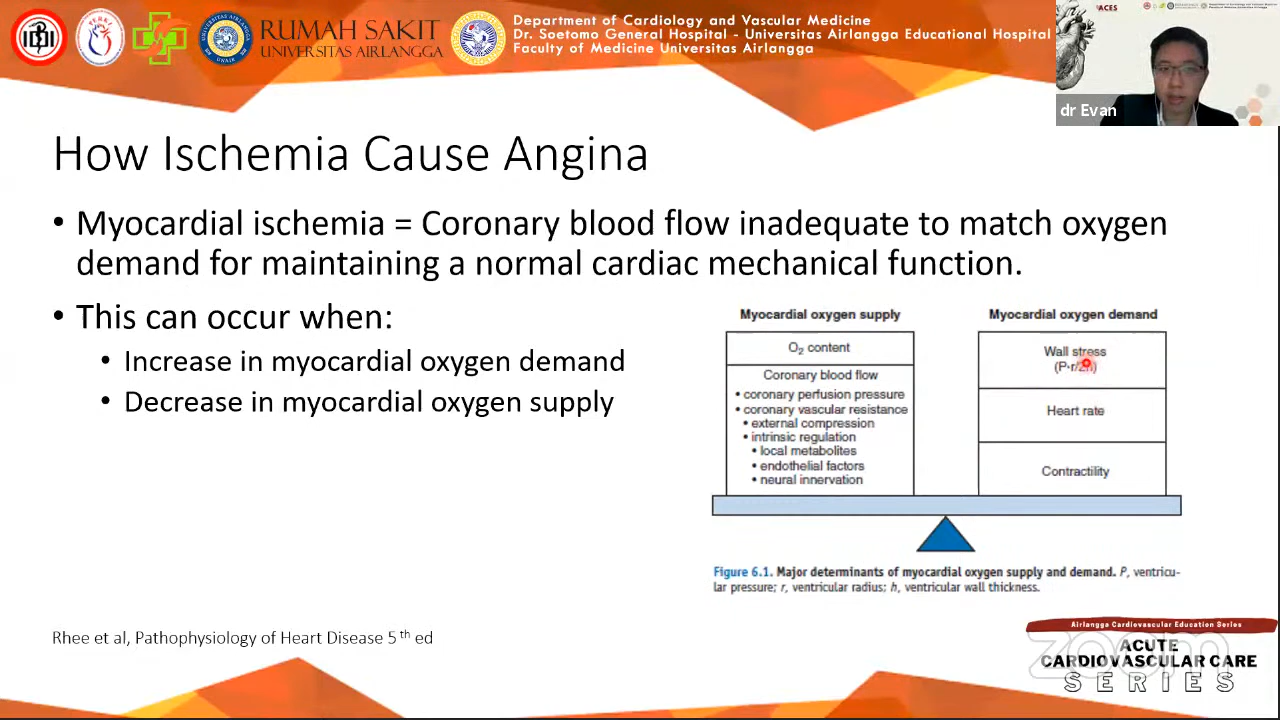 RUMAH SAKIT
UNIVERSITAS AIRLANGGA
Department of Cardiology and Vascular Medicine
Dr. Soetomo General Hospital - Universitas Airlangga Educational Hospital
Faculty of Medicine Universitas Airlangga
ACES
dr Evan
How Ischemia Cause Angina
• Myocardial ischemia = Coronary blood flow inadequate to match oxygen
demand for maintaining a normal cardiac mechanical function.
• This can occur when:
• Increase in myocardial oxygen demand
• Decrease in myocardial oxygen supply
Myocardial oxygen supply
O2 content
Coronary blood flow
• coronary perfusion pressure
• coronary vascular resistance
• external compression
• intrinsic regulation
• local metabolites
• endothelial factors
• neural innervation
Myocardial oxygen demand
Wall stress
(P·r/2h)
Heart rate
Contractility
Figure 6.1. Major determinants of myocardial oxygen supply and demand. P, ventricu-
lar pressure; r, ventricular radius; h, ventricular wall thickness.
Rhee et al, Pathophysiology of Heart Disease 5th ed
Airlangga Cardiovascular Education Series
zoom
ACUTE
CARDIOVASCULAR CARE
SERIES